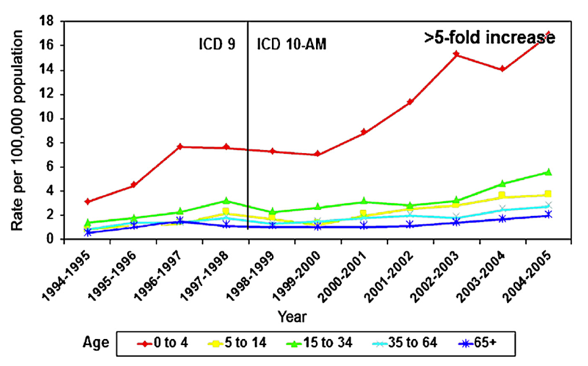 18
16
14
12
10
8
6
4
2
0
Rate per 100,000 population
ICD 9
ICD 10-AM
>5-fold increase
1994-1995
1995-1996
1996-1997
1997-1998
1998-1999
1999-2000
2000-2001
2001-2002
2002-2003
2003-2004
2004-2005
Year
Age
0 to 4
5 to 14
15 to 34
35 to 64
65+